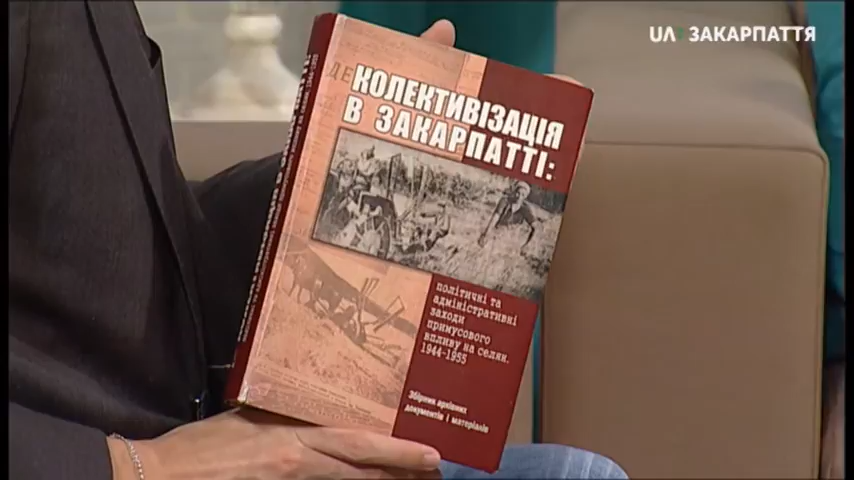 UA: ЗАКАРПАТТЯ
КОЛЕКТИВІЗАЦІЯ
В ЗАКАРПАТТІ:
політичні та
адміністративні
заходи
примусового
впливу на селян.
1944-1955
Збірник архівних
документів і матеріалів